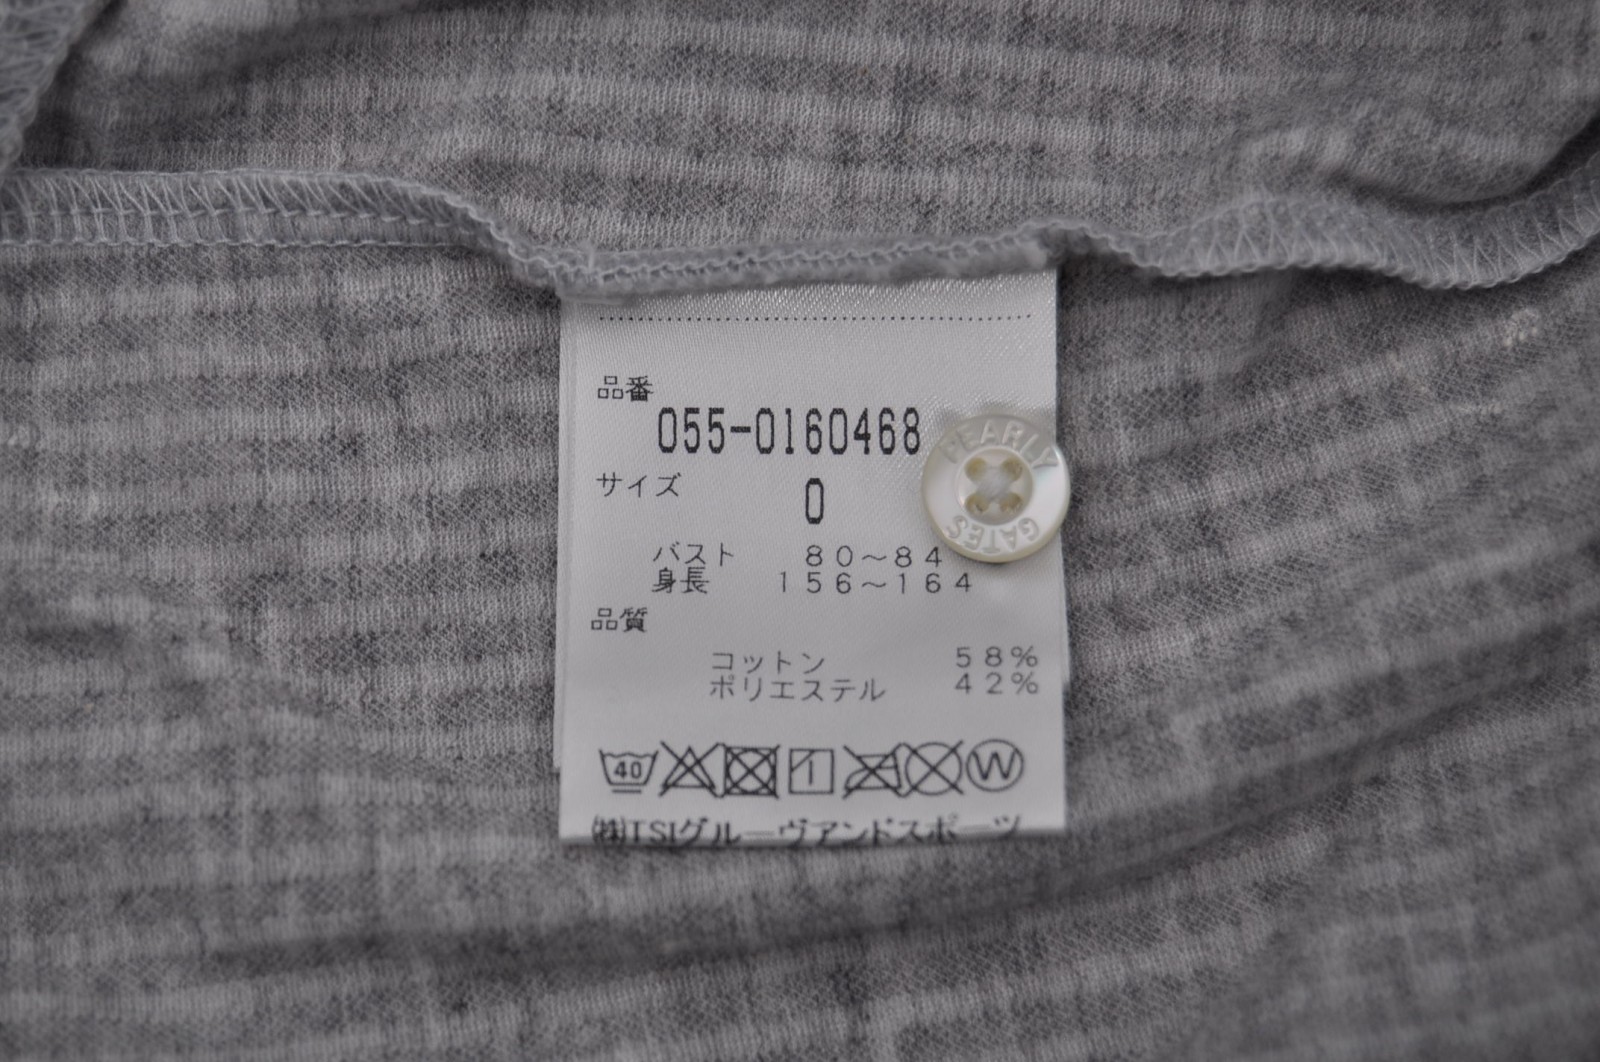 品番
055-0160468
サイズ 0
バスト 80~84
身長 156~164
品質
コットン 58%
ポリエステル 42%
40
W
㈱TSIグルーヴアンドスポーツ
PEARLY
GATES